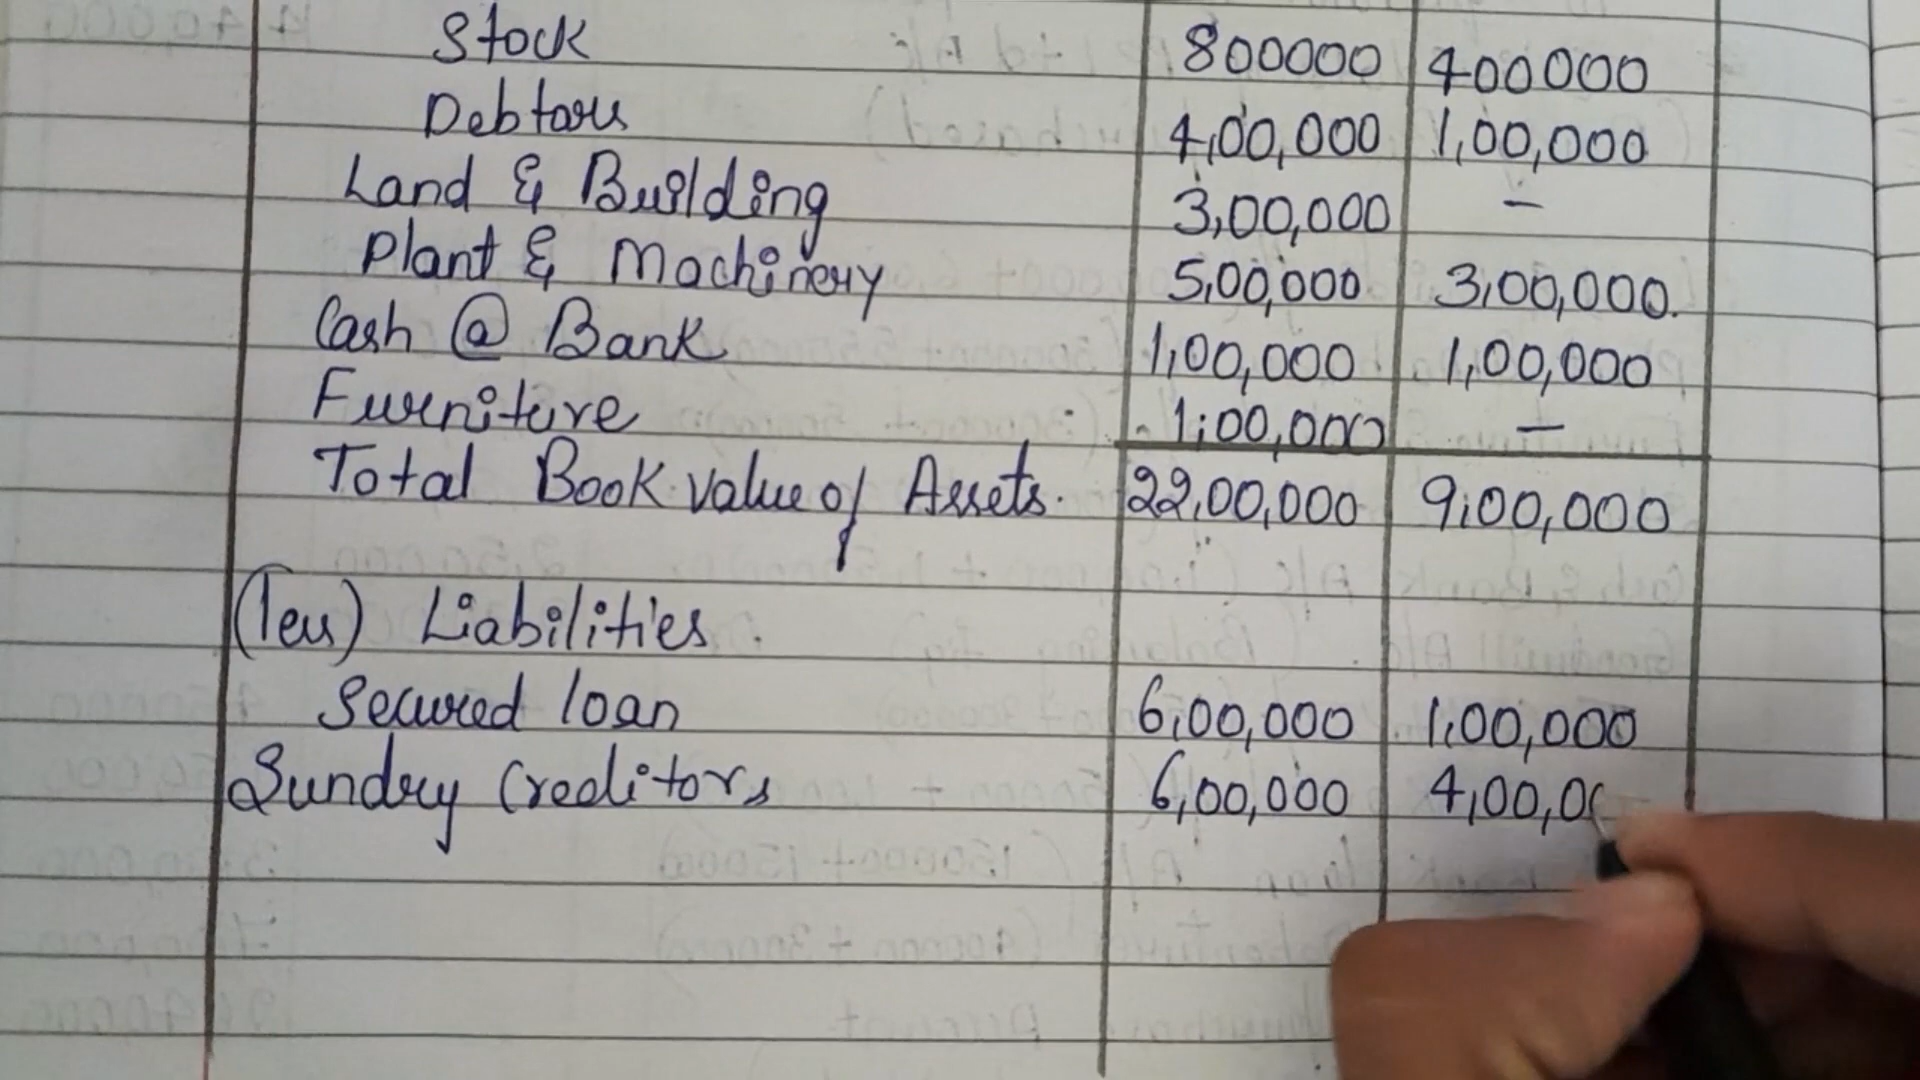 Stock 800000 400000
Debtors 4,00,000 1,00,000
Land & Building 3,00,000 –
Plant & Machinery 5,00,000 3,00,000.
Cash @ Bank 1,00,000 1,00,000
Furniture 1,00,000 –
Total Book value of Assets. 22,00,000 9,00,000
(less) Liabilities.
Secured loan 6,00,000 1,00,000
Sundry Creditors 6,00,000 4,00,00